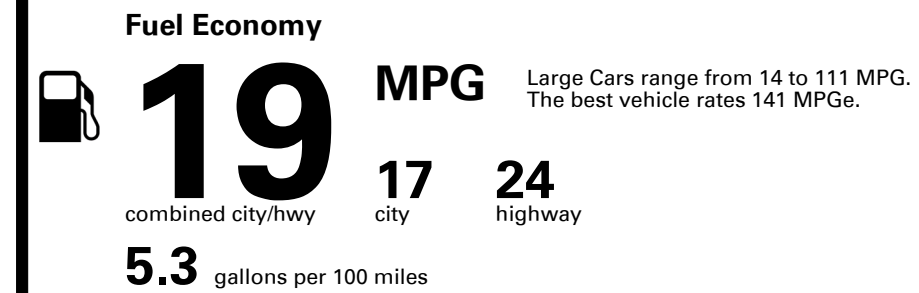 Fuel Economy
19 MPG
Large Cars range from 14 to 111 MPG.
The best vehicle rates 141 MPGe.
combined city/hwy
17
city
24
highway
5.3 gallons per 100 miles